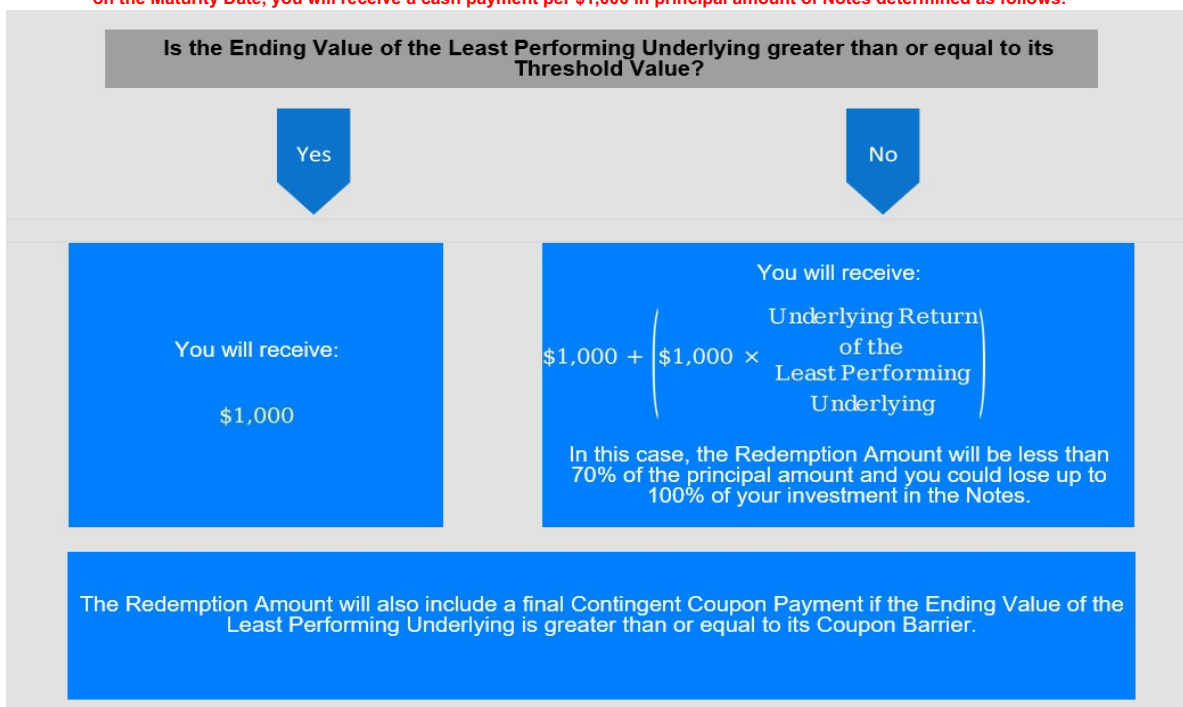 on the Maturity Date, you will receive a cash payment per $1,000 in principal amount of Notes determined as follows:
Is the Ending Value of the Least Performing Underlying greater than or equal to its
Threshold Value?
Yes
No
You will receive:
$1,000
You will receive:
$1,000 + ($1,000 × Underlying Return
of the
Least Performing
Underlying)
In this case, the Redemption Amount will be less than
70% of the principal amount and you could lose up to
100% of your investment in the Notes.
The Redemption Amount will also include a final Contingent Coupon Payment if the Ending Value of the
Least Performing Underlying is greater than or equal to its Coupon Barrier.